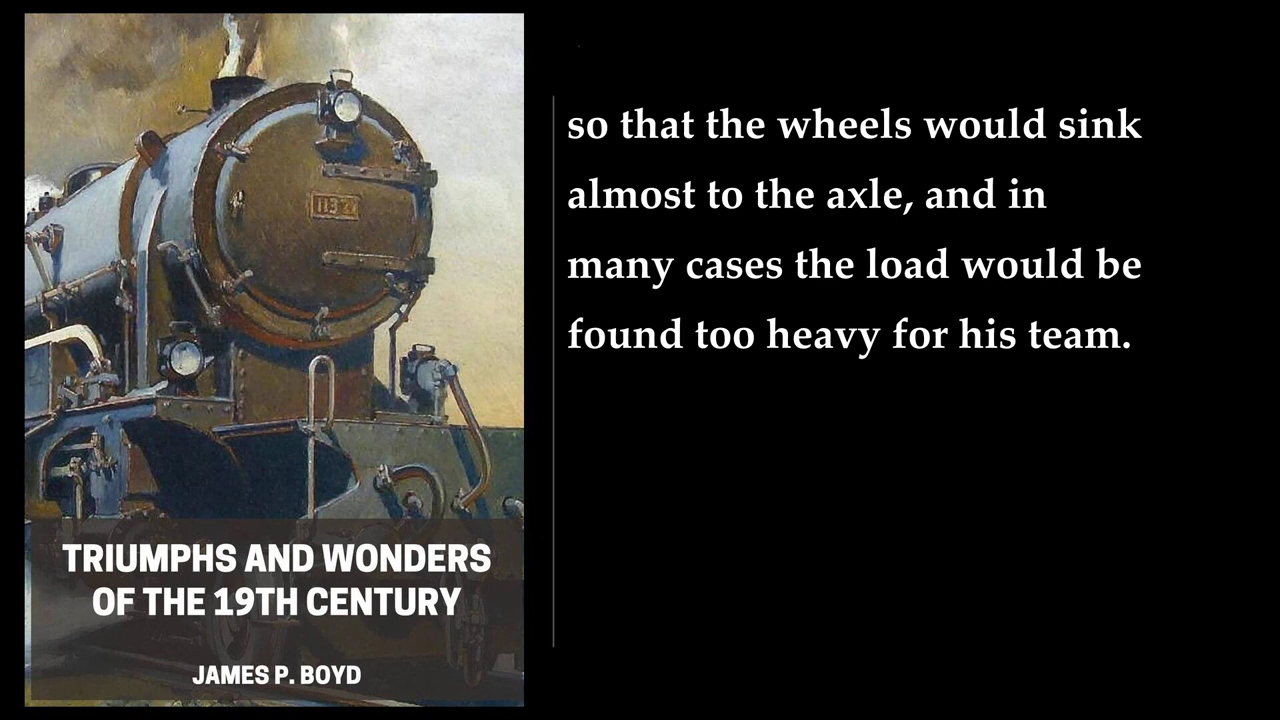 so that the wheels would sink
almost to the axle, and in
many cases the load would be
found too heavy for his team.
TRIUMPHS AND WONDERS
OF THE 19TH CENTURY
JAMES P. BOYD